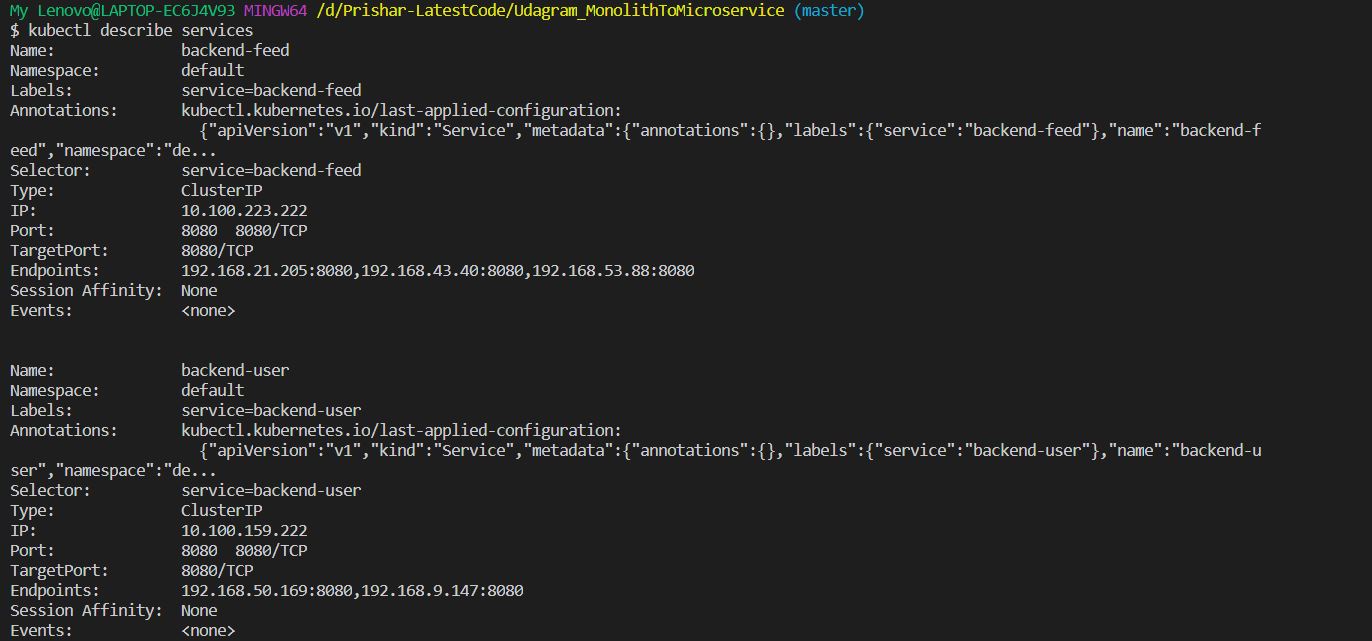 My Lenovo@LAPTOP-EC6J4V93 MINGW64 /d/Prishar-LatestCode/Udagram_MonolithToMicroservice (master)
$ kubectl describe services
Name:              backend-feed
Namespace:         default
Labels:            service=backend-feed
Annotations:       kubectl.kubernetes.io/last-applied-configuration:
                     {"apiVersion":"v1","kind":"Service","metadata":{"annotations":{},"labels":{"service":"backend-feed"},"name":"backend-f
eed","namespace":"de...
Selector:          service=backend-feed
Type:              ClusterIP
IP:                10.100.223.222
Port:              8080  8080/TCP
TargetPort:        8080/TCP
Endpoints:         192.168.21.205:8080,192.168.43.40:8080,192.168.53.88:8080
Session Affinity:  None
Events:            <none>
Name:              backend-user
Namespace:         default
Labels:            service=backend-user
Annotations:       kubectl.kubernetes.io/last-applied-configuration:
                     {"apiVersion":"v1","kind":"Service","metadata":{"annotations":{},"labels":{"service":"backend-user"},"name":"backend-u
ser","namespace":"de...
Selector:          service=backend-user
Type:              ClusterIP
IP:                10.100.159.222
Port:              8080  8080/TCP
TargetPort:        8080/TCP
Endpoints:         192.168.50.169:8080,192.168.9.147:8080
Session Affinity:  None
Events:            <none>